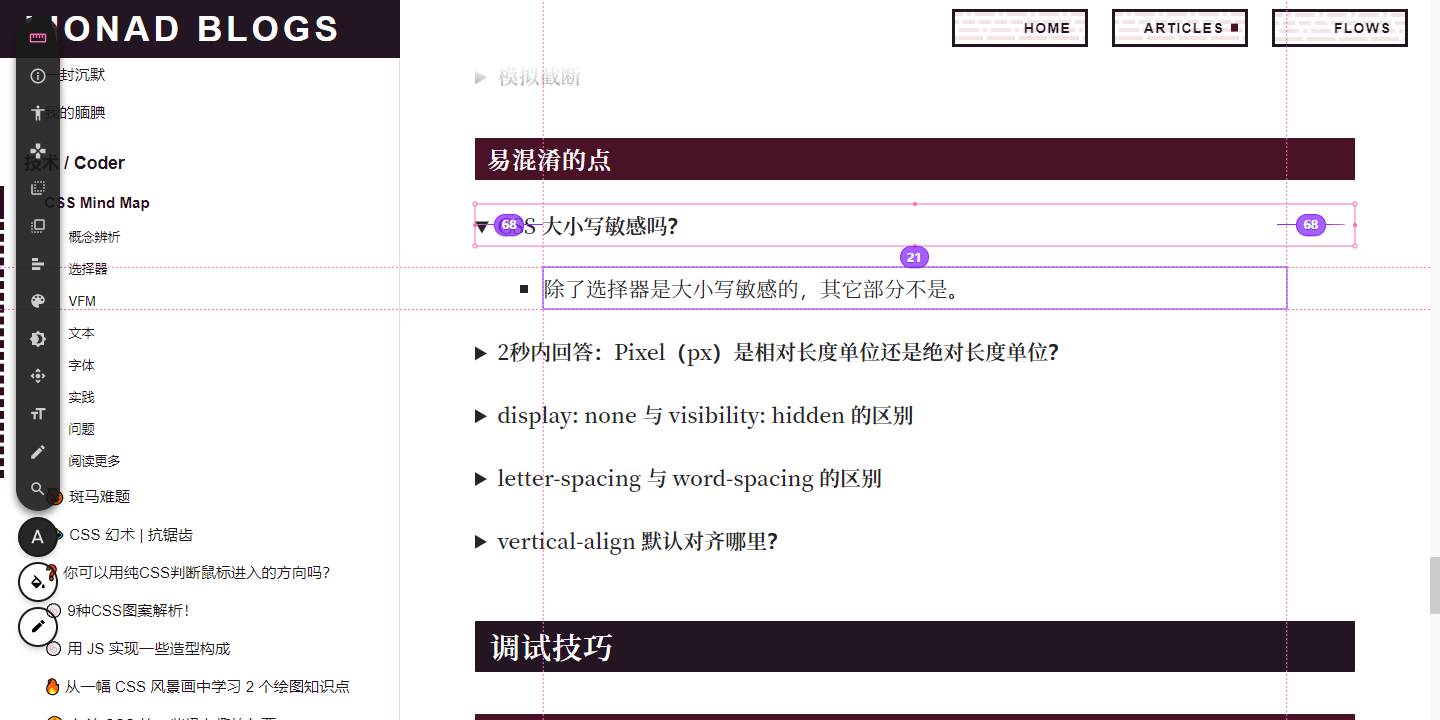 MONAD BLOGS
HOME
ARTICLES
FLOWS
一封沉默
我的腼腆
技术 / Coder
CSS Mind Map
概念辨析
选择器
VFM
文本
字体
实践
问题
阅读更多
斑马难题
CSS 幻术 | 抗锯齿
你可以用纯CSS判断鼠标进入的方向吗?
9种CSS图案解析!
用 JS 实现一些造型构成
从一幅 CSS 风景画中学习 2 个绘图知识点
A
模拟截断
易混淆的点
CSS 大小写敏感吗?
68
68
21
除了选择器是大小写敏感的，其它部分不是。
2秒内回答：Pixel（px）是相对长度单位还是绝对长度单位?
display: none 与 visibility: hidden 的区别
letter-spacing 与 word-spacing 的区别
vertical-align 默认对齐哪里?
调试技巧